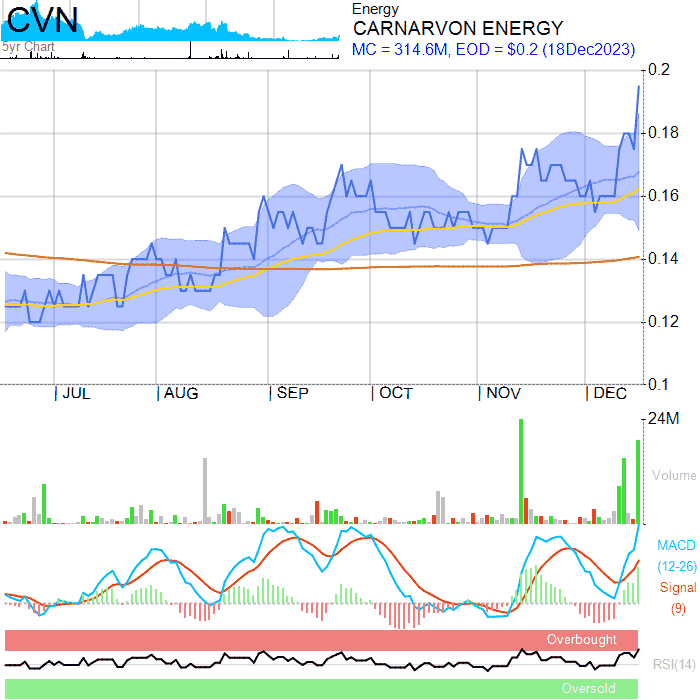 CVN
5yr Chart
Energy
CARNARVON ENERGY
MC = 314.6M, EOD = $0.2 (18Dec2023)
0.2
0.18
0.16
0.14
0.12
0.1
JUL AUG SEP OCT NOV DEC
24M
Volume
MACD
(12-26)
Signal
(9)
Overbought
RSI(14)
Oversold